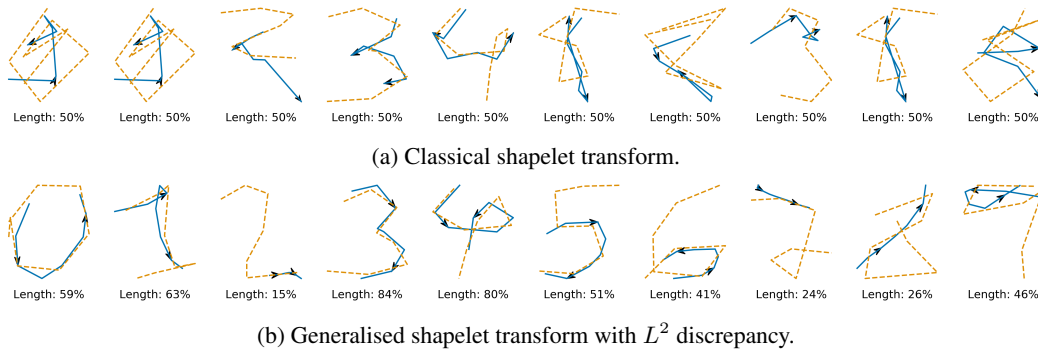 Length: 50% Length: 50% Length: 50% Length: 50% Length: 50% Length: 50% Length: 50% Length: 50% Length: 50% Length: 50%
(a) Classical shapelet transform.
Length: 59% Length: 63% Length: 15% Length: 84% Length: 80% Length: 51% Length: 41% Length: 24% Length: 26% Length: 46%
(b) Generalised shapelet transform with L² discrepancy.